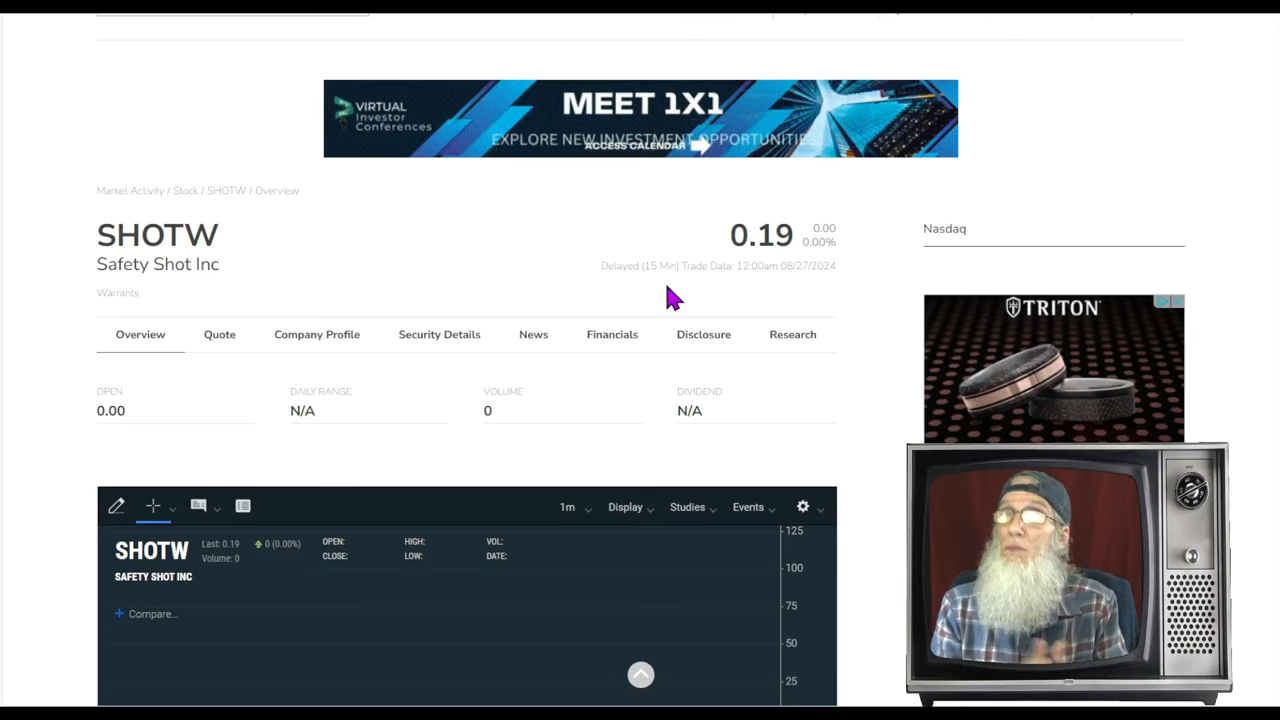 VIRTUAL
Investor
Conferences
MEET 1X1
EXPLORE NEW INVESTMENT OPPORTUNITIES
ACCESS CALENDAR
Market Activity / Stock / SHOTW / Overview
SHOTW
0.19
0.00
0.00%
Safety Shot Inc
Delayed (15 Min) Trade Data: 12:00am 08/27/2024
Warrants
Nasdaq
TRITON
Overview
Quote
Company Profile
Security Details
News
Financials
Disclosure
Research
OPEN
DAILY RANGE
VOLUME
DIVIDEND
0.00
N/A
0
N/A
1m
Display
Studies
Events
SHOTW
Last: 0.19
0 (0.00%)
Volume: 0
OPEN:
HIGH:
VOL:
CLOSE:
LOW:
DATE:
SAFETY SHOT INC
Compare...
125
100
75
50
25